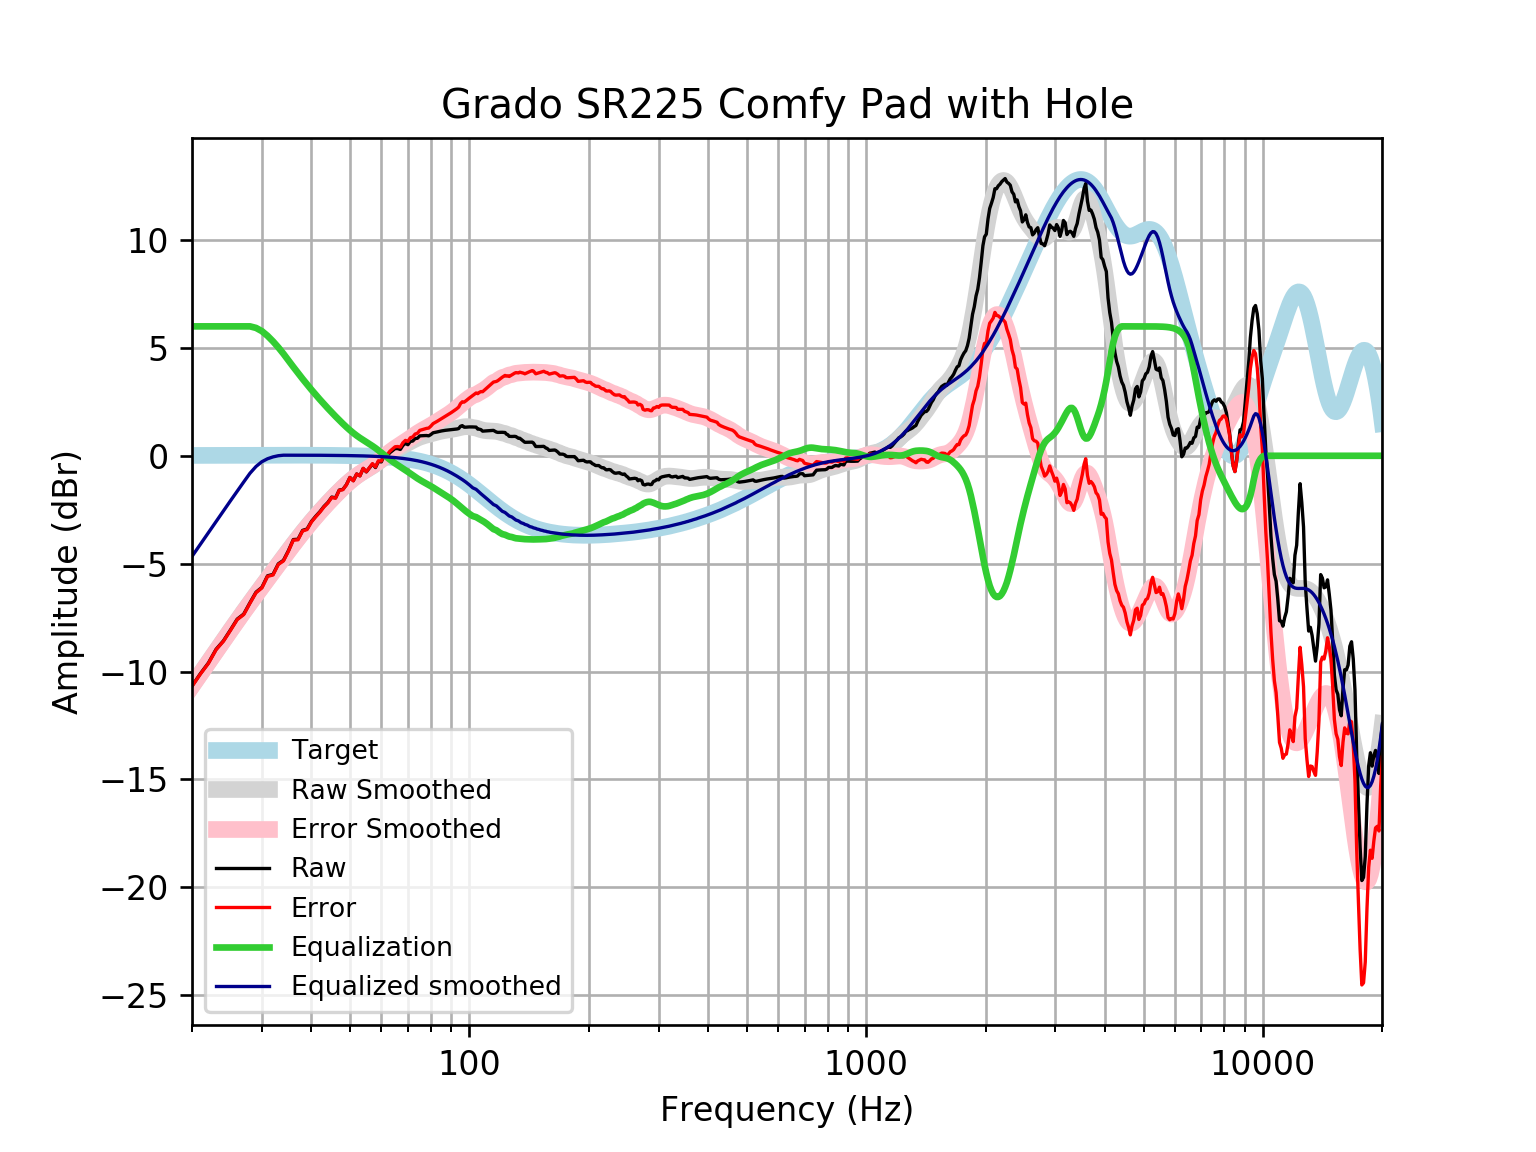 Grado SR225 Comfy Pad with Hole
Amplitude (dBr)
10
5
0
−5
−10
−15
−20
−25
Target
Raw Smoothed
Error Smoothed
Raw
Error
Equalization
Equalized smoothed
100 1000 10000
Frequency (Hz)